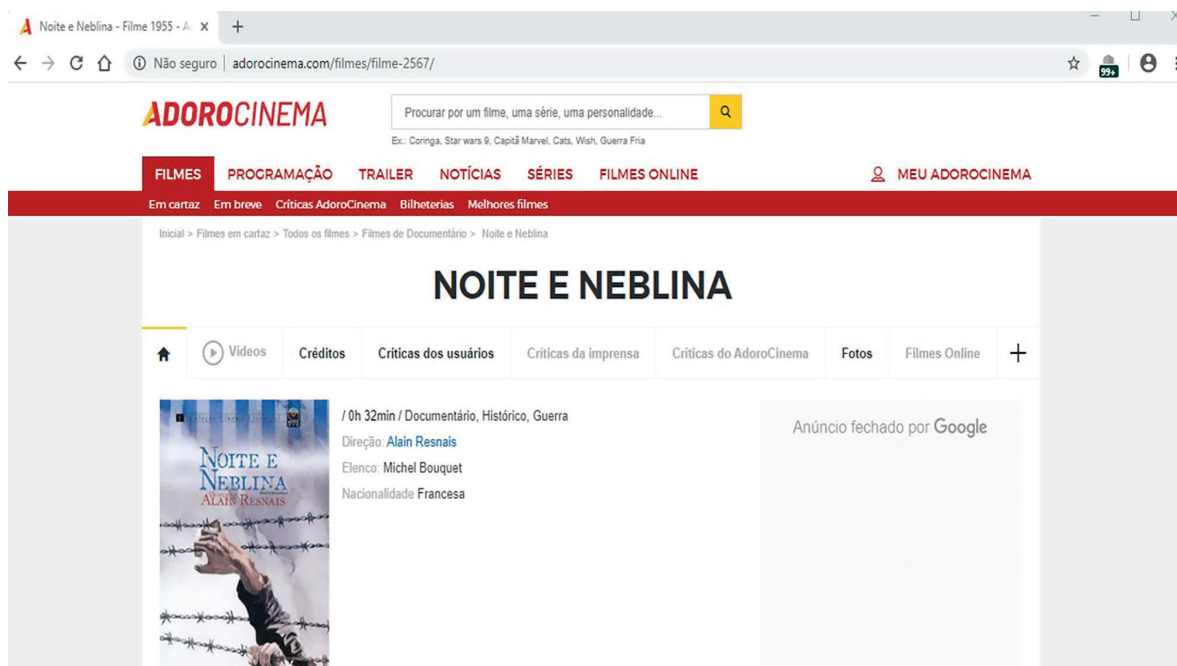 Noite e Neblina - Filme 1955 - A
Não seguro | adorocinema.com/filmes/filme-2567/
99+
ADOROCINEMA
Procurar por um filme, uma série, uma personalidade...
Ex.: Coringa, Star wars 9, Capitã Marvel, Cats, Wish, Guerra Fria
FILMES PROGRAMAÇÃO TRAILER NOTÍCIAS SÉRIES FILMES ONLINE MEU ADOROCINEMA
Em cartaz Em breve Críticas AdoroCinema Bilheterias Melhores filmes
Inicial > Filmes em cartaz > Todos os filmes > Filmes de Documentário > Noite e Neblina
NOITE E NEBLINA
Vídeos Créditos Críticas dos usuários Críticas da imprensa Críticas do AdoroCinema Fotos Filmes Online
/ 0h 32min / Documentário, Histórico, Guerra
Direção: Alain Resnais
Elenco: Michel Bouquet
Nacionalidade Francesa
Anúncio fechado por Google
NOITE E
NEBLINA
ALAIN RESNAIS